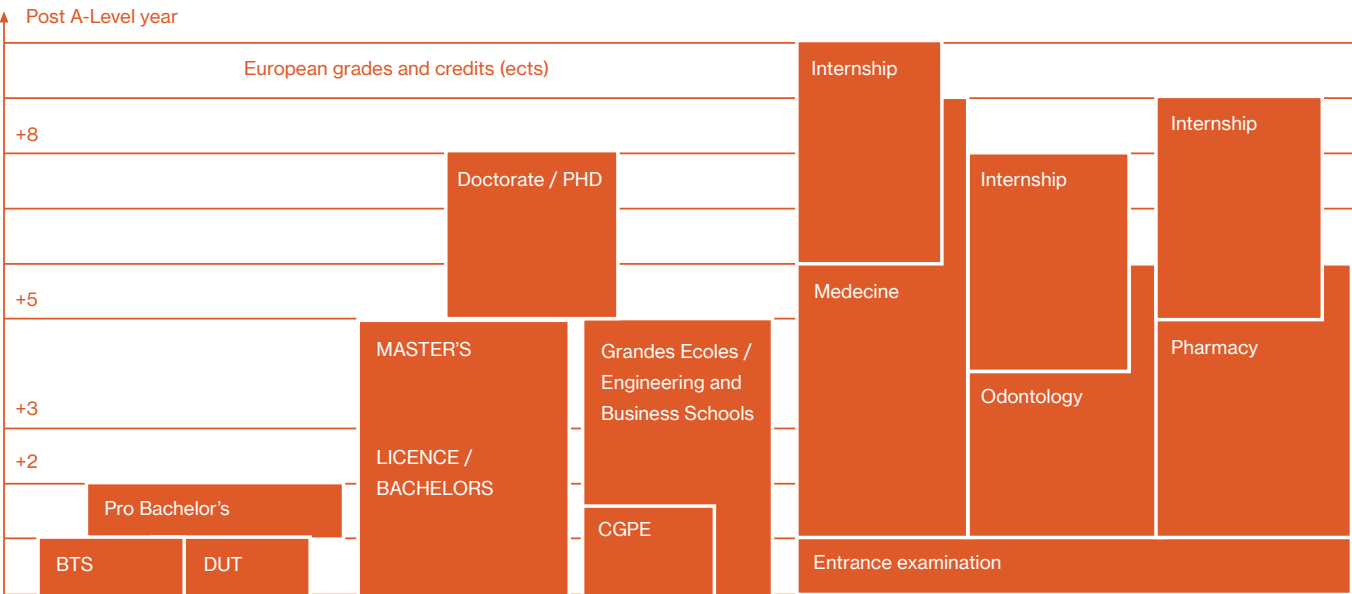 Post A-Level year
European grades and credits (ects)
+8
+5
+3
+2
BTS
DUT
Pro Bachelor’s
MASTER’S
LICENCE /
BACHELORS
Doctorate / PHD
Grandes Ecoles /
Engineering and
Business Schools
CGPE
Internship
Medecine
Internship
Odontology
Internship
Pharmacy
Entrance examination